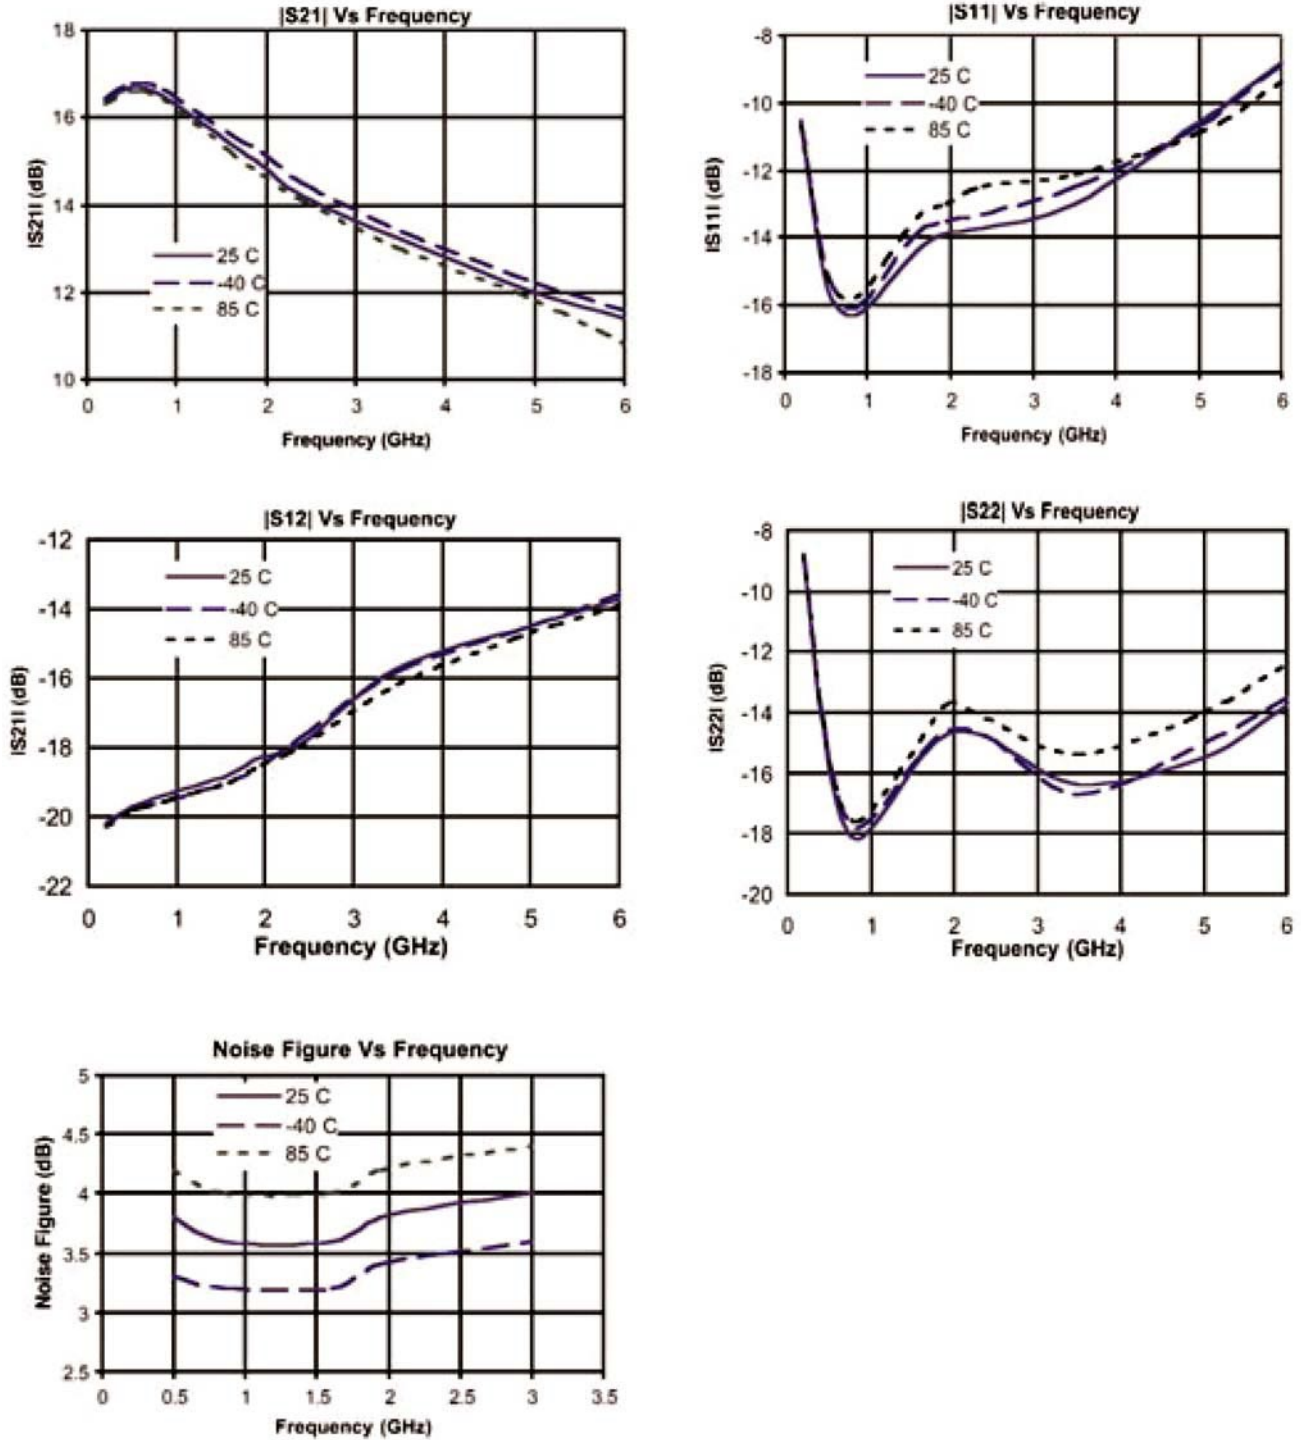 |S21| Vs Frequency
18
16
14
12
10
IS21I (dB)
25 C
-40 C
85 C
0 1 2 3 4 5 6
Frequency (GHz)
|S11| Vs Frequency
-8
-10
-12
-14
-16
-18
IS11I (dB)
25 C
-40 C
85 C
0 1 2 3 4 5 6
Frequency (GHz)
|S12| Vs Frequency
-12
-14
-16
-18
-20
-22
IS21I (dB)
25 C
-40 C
85 C
0 1 2 3 4 5 6
Frequency (GHz)
|S22| Vs Frequency
-8
-10
-12
-14
-16
-18
-20
IS22I (dB)
25 C
-40 C
85 C
0 1 2 3 4 5 6
Frequency (GHz)
Noise Figure Vs Frequency
5
4.5
4
3.5
3
2.5
Noise Figure (dB)
25 C
-40 C
85 C
0 0.5 1 1.5 2 2.5 3 3.5
Frequency (GHz)